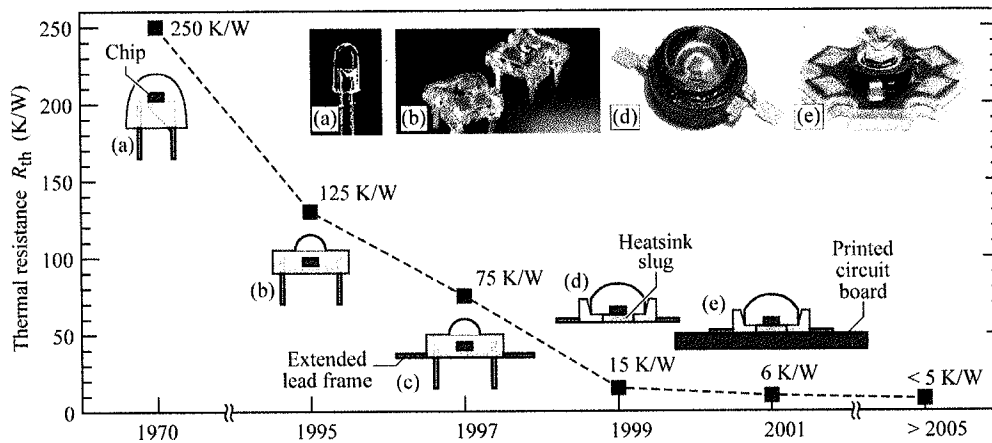 Thermal resistance Rth (K/W)
250
200
150
100
50
0
250 K/W
Chip
(a)
(a)
(b)
(d)
(e)
125 K/W
(b)
75 K/W
Extended
lead frame
(c)
(d)
Heatsink
slug
(e)
Printed
circuit
board
15 K/W
6 K/W
< 5 K/W
1970
1995
1997
1999
2001
> 2005